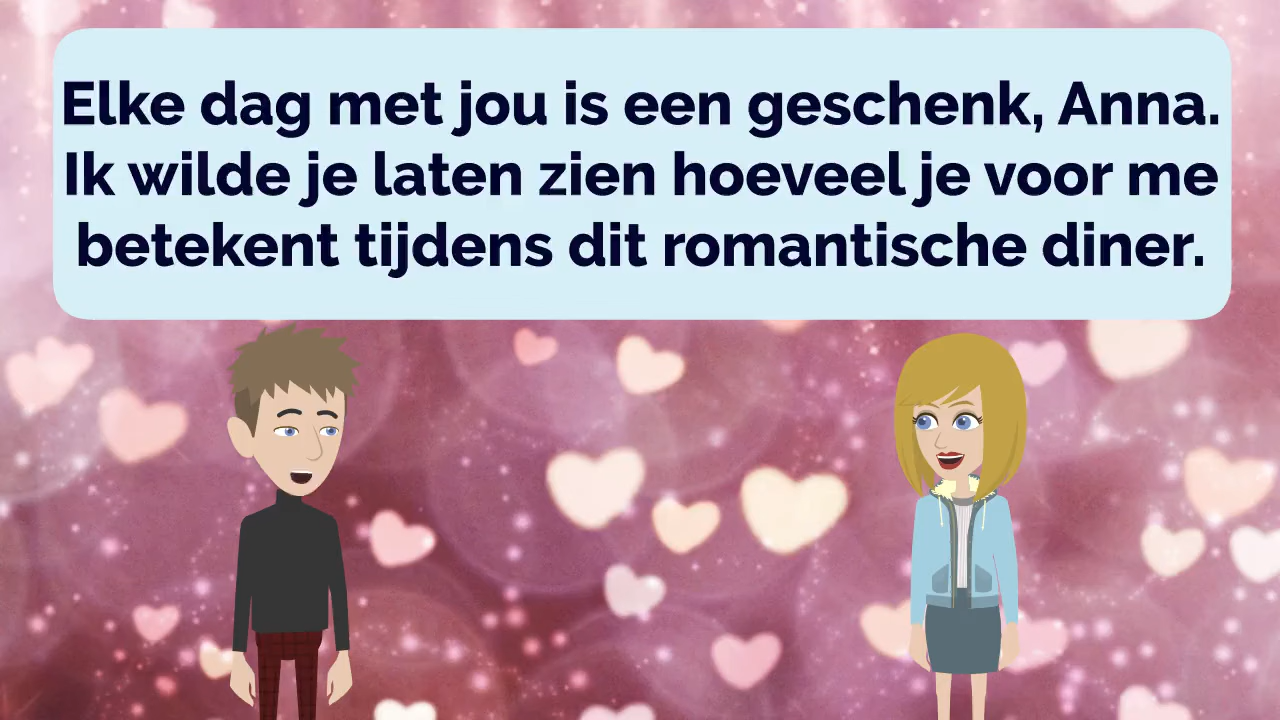 Elke dag met jou is een geschenk, Anna.
Ik wilde je laten zien hoeveel je voor me
betekent tijdens dit romantische diner.